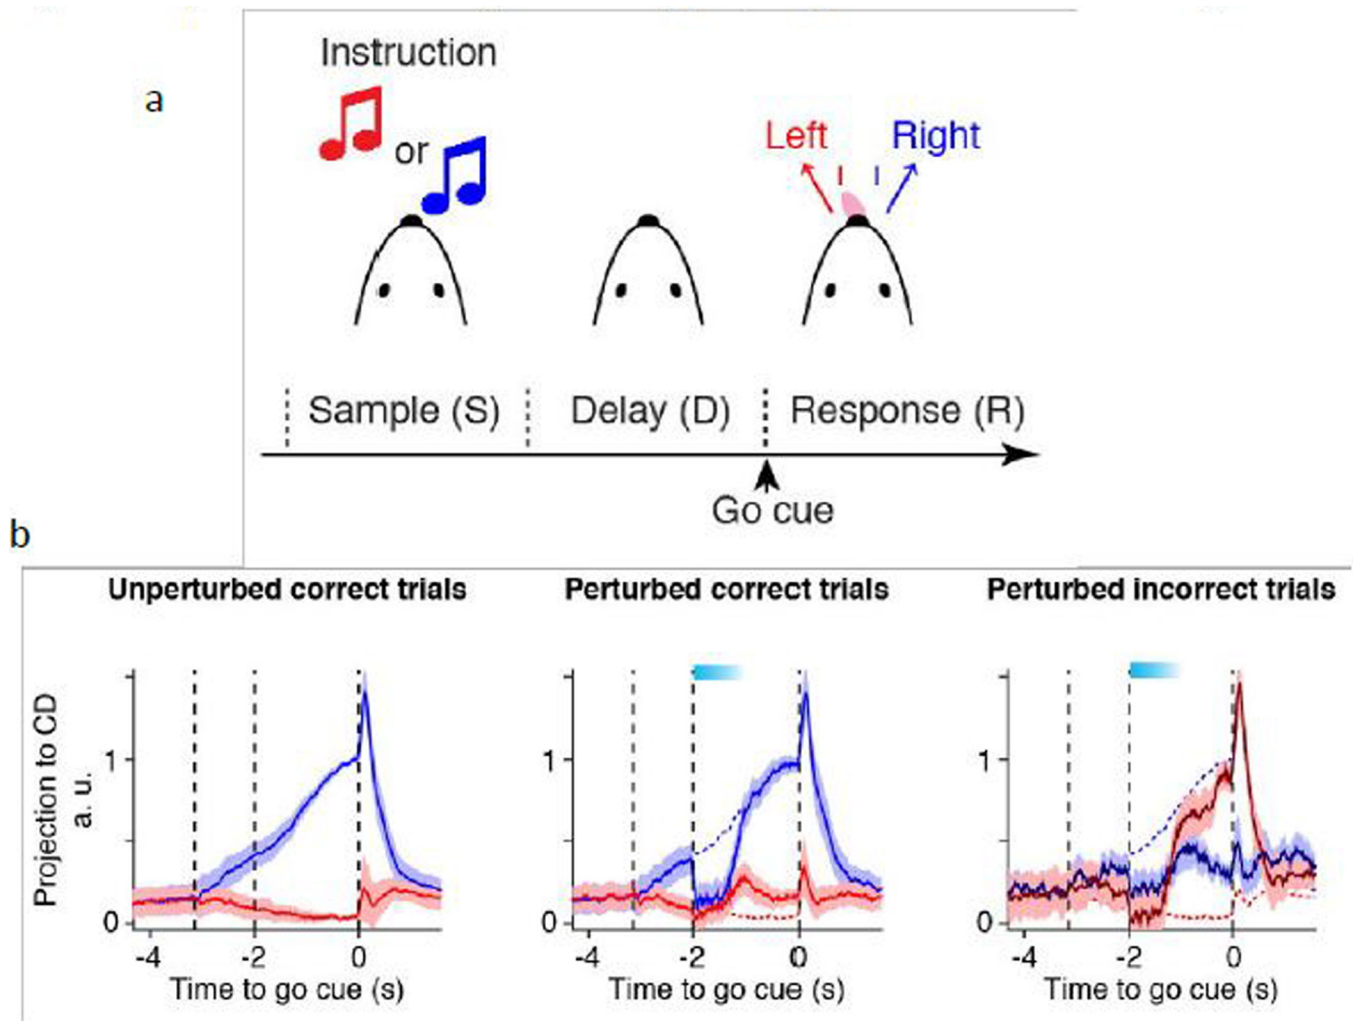 Instruction
a
or
Left
Right
Sample (S)
Delay (D)
Response (R)
Go cue
b
Unperturbed correct trials
Perturbed correct trials
Perturbed incorrect trials
Projection to CD
a. u.
1
0
-4
-2
0
Time to go cue (s)
1
0
-4
-2
0
Time to go cue (s)
1
0
-4
-2
0
Time to go cue (s)